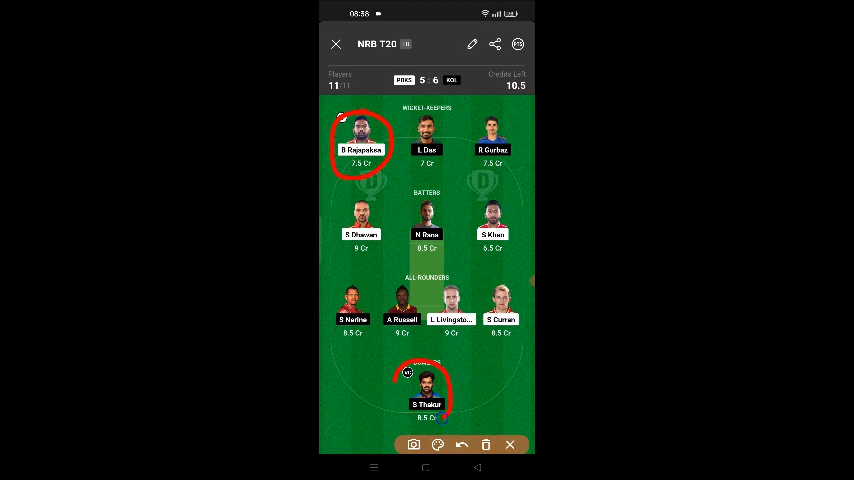 08:38
NRB T20
PTS
Players
Credits Left
11/11
PBKS 5 : 6 KOL
10.5
WICKET-KEEPERS
B Rajapaksa
L Das
R Gurbaz
7.5 Cr
7 Cr
7.5 Cr
BATTERS
S Dhawan
N Rana
S Khan
9 Cr
8.5 Cr
6.5 Cr
ALL-ROUNDERS
S Narine
A Russell
L Livingsto...
S Curran
8.5 Cr
9 Cr
9 Cr
8.5 Cr
VC
S Thakur
8.5 Cr